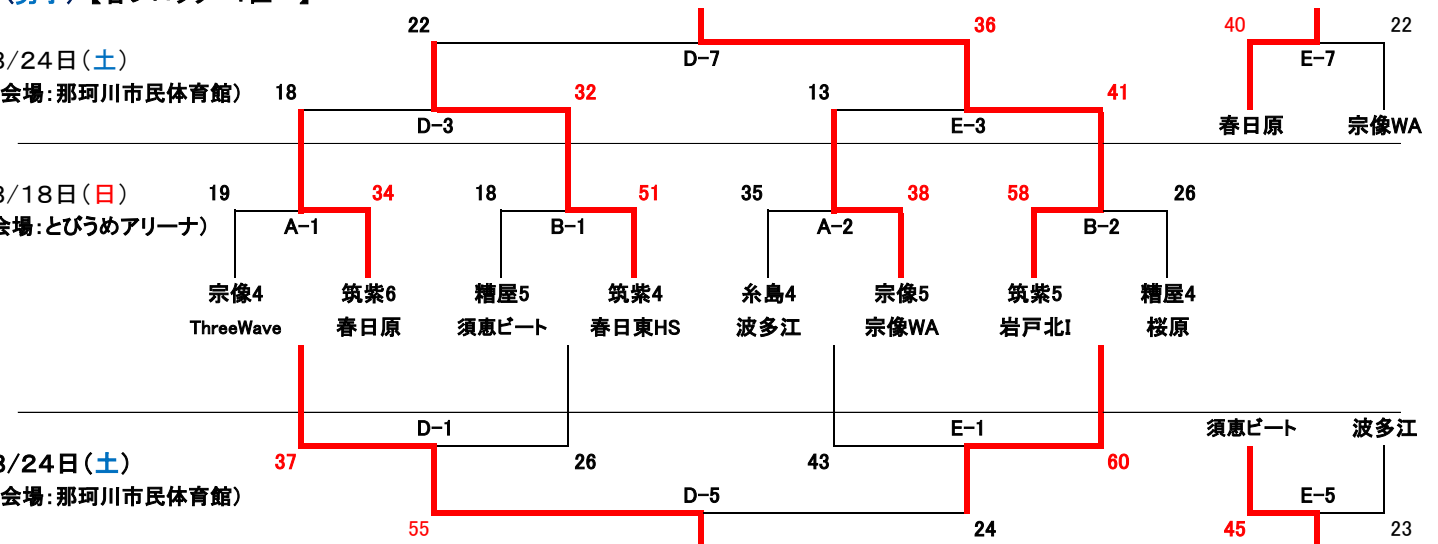 22 36 40 22
3/24日（土） D-7 E-7
会場：那珂川市民体育館） 18 32 13 41
D-3 E-3 春日原 宗像WA
3/18日（日） 19 34 18 51 35 38 58 26
会場：とびうめアリーナ） A-1 B-1 A-2 B-2
宗像4 筑紫6 糟屋5 筑紫4 糸島4 宗像5 筑紫5 糟屋4
ThreeWave 春日原 須恵ビート 春日東HS 波多江 宗像WA 岩戸北I 桜原
D-1 E-1 須恵ビート 波多江
3/24日（土） 37 26 43 60
会場：那珂川市民体育館） D-5 E-5
55 24 45 23